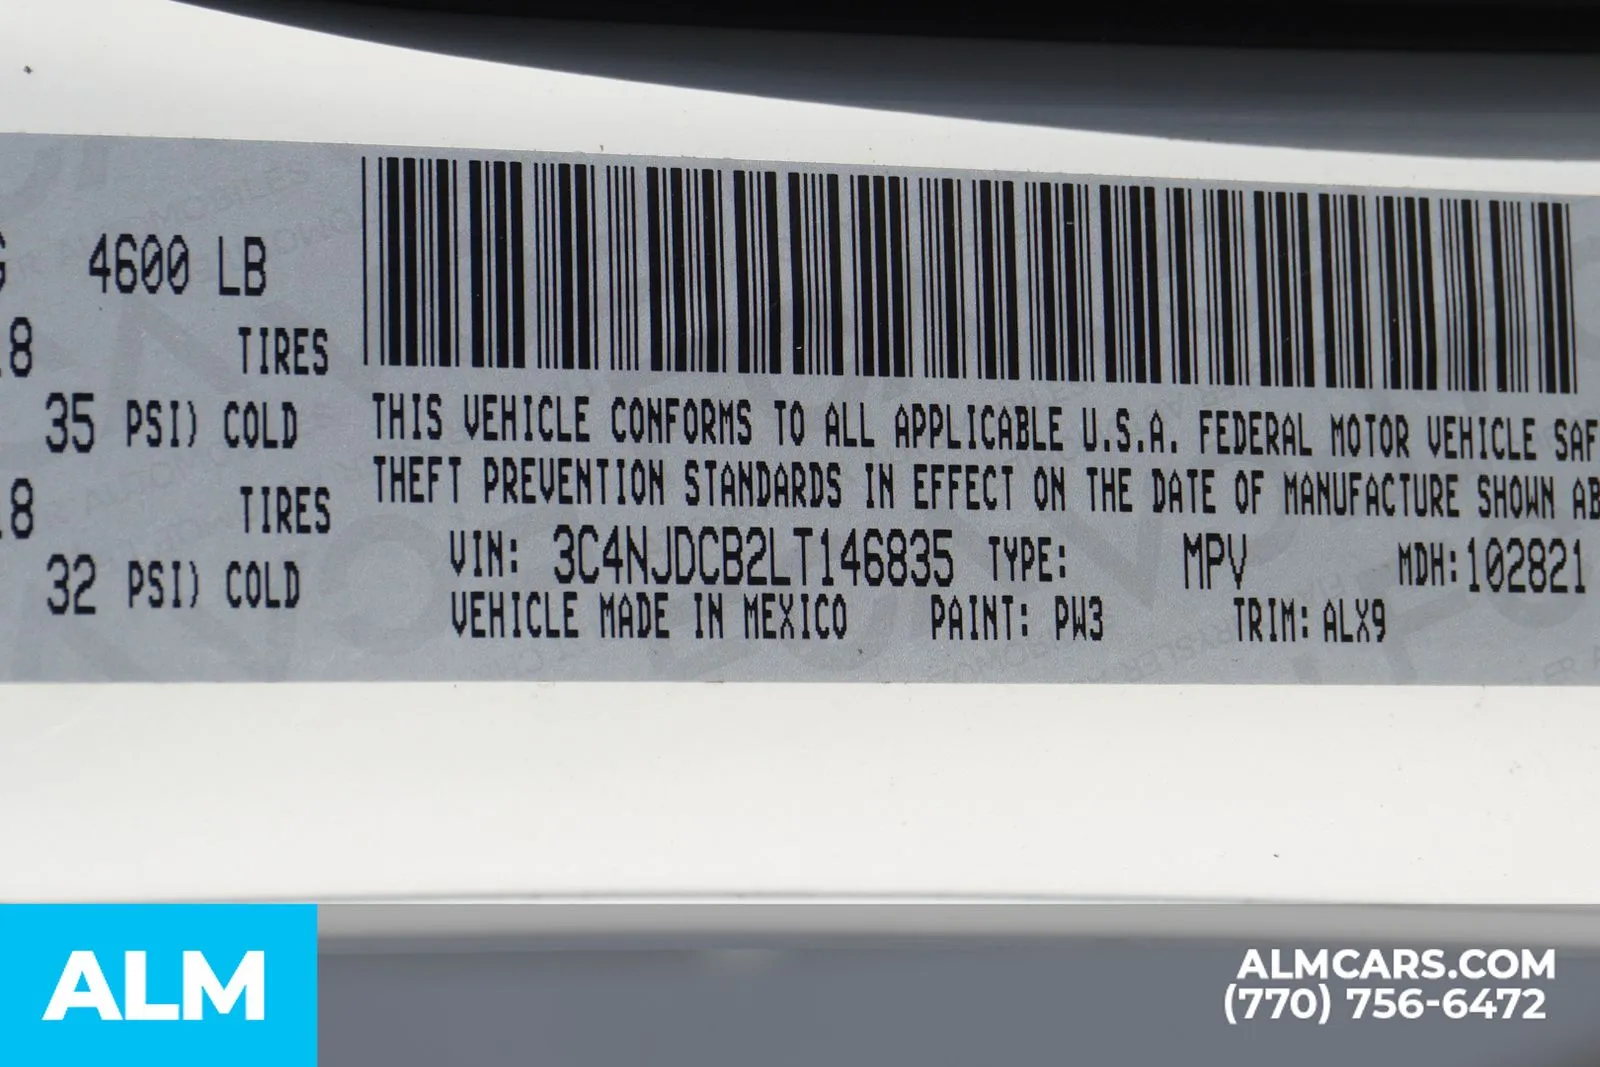 4600 LB
TIRES
35 PSI) COLD
TIRES
32 PSI) COLD
THIS VEHICLE CONFORMS TO ALL APPLICABLE U.S.A. FEDERAL MOTOR VEHICLE SAF
THEFT PREVENTION STANDARDS IN EFFECT ON THE DATE OF MANUFACTURE SHOWN AB
VIN: 3C4NJDCB2LT146835 TYPE: MPV MDH:102821
VEHICLE MADE IN MEXICO PAINT: PW3 TRIM: ALX9
ALM
ALMCARS.COM
(770) 756-6472